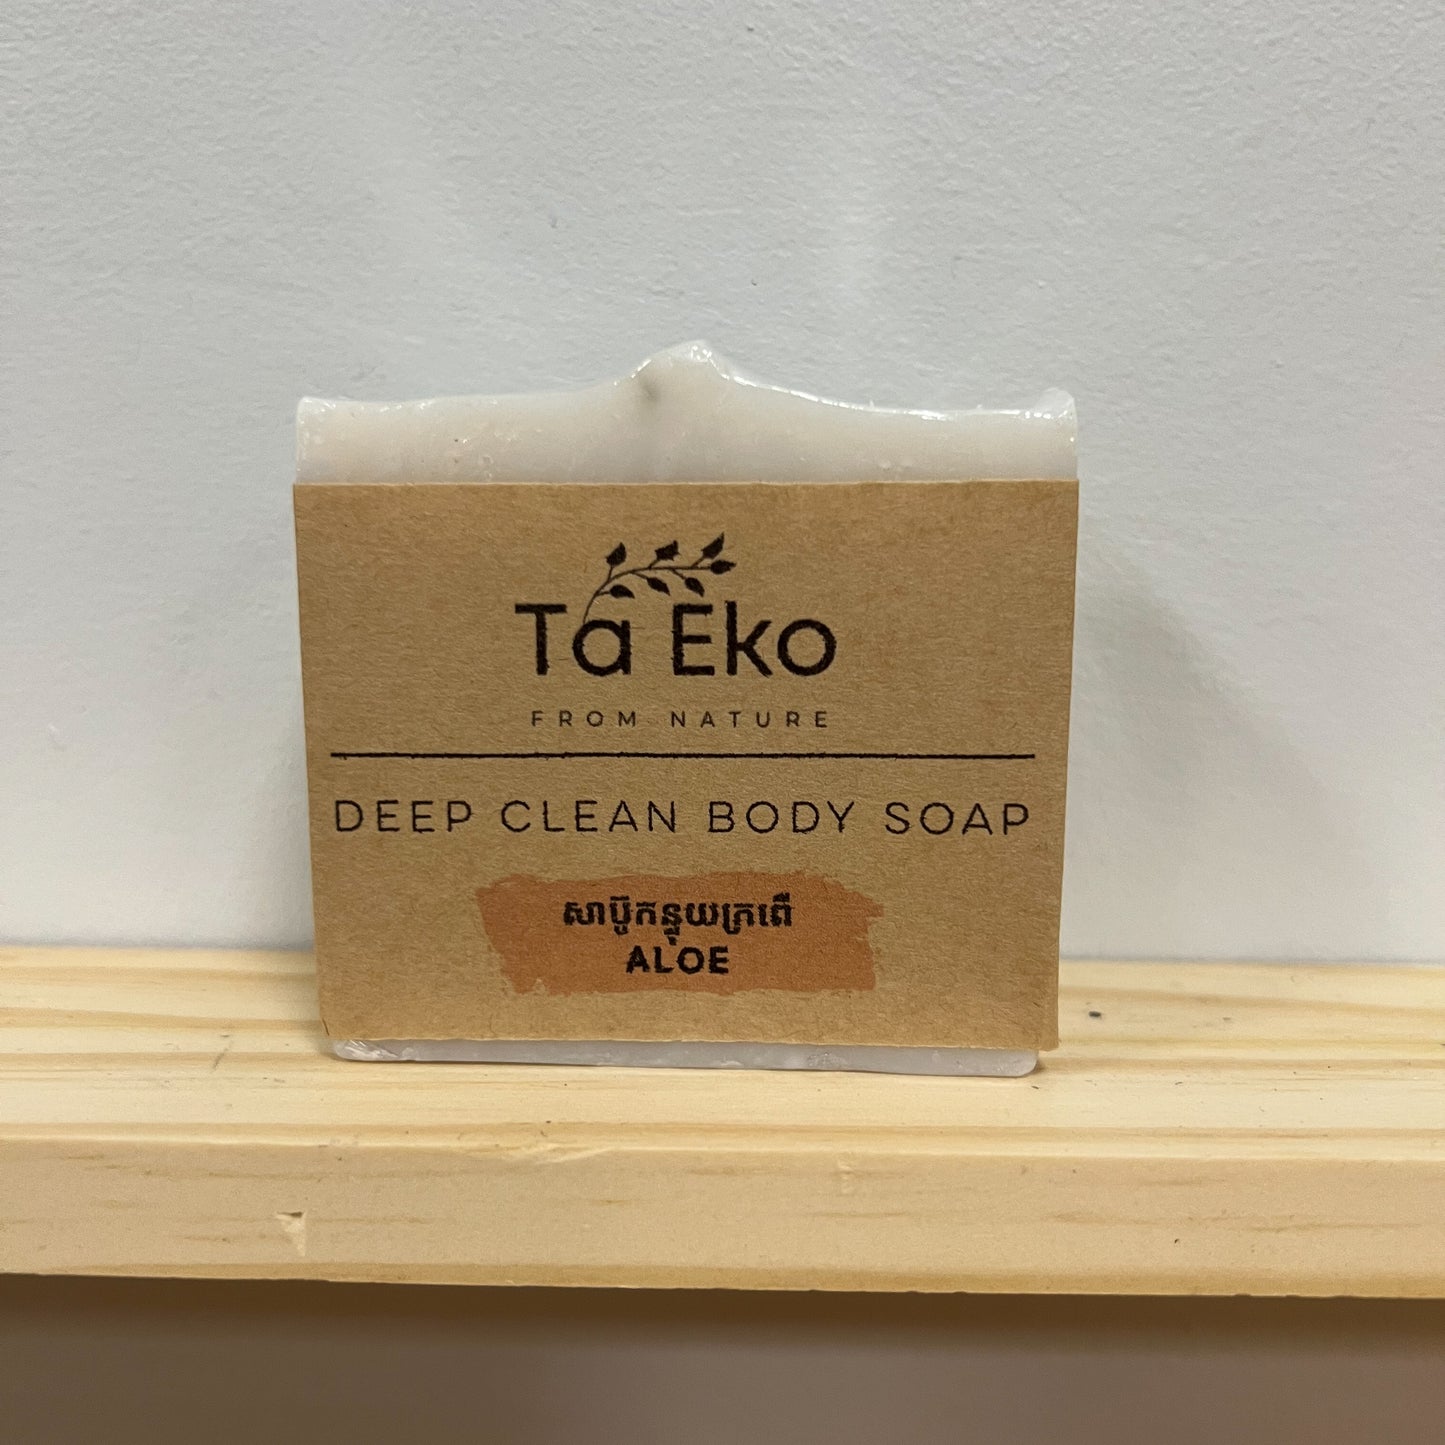 Ta Eko
FROM NATURE
DEEP CLEAN BODY SOAP
សាប៊ូកន្ទុយក្រពើ
ALOE